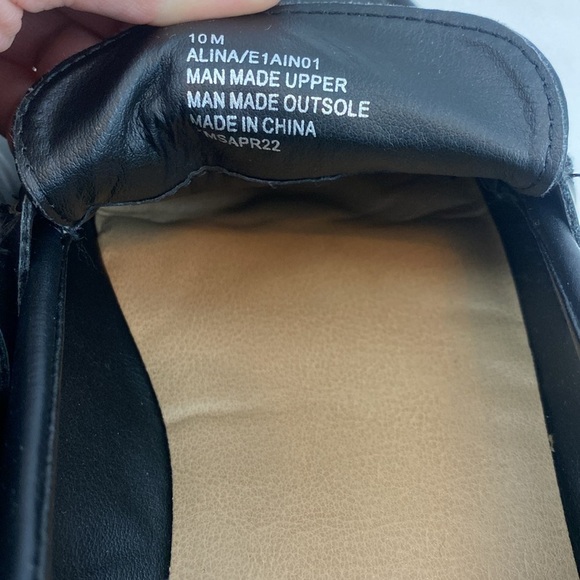 10 M
ALINA/E1AIN01
MAN MADE UPPER
MAN MADE OUTSOLE
MADE IN CHINA